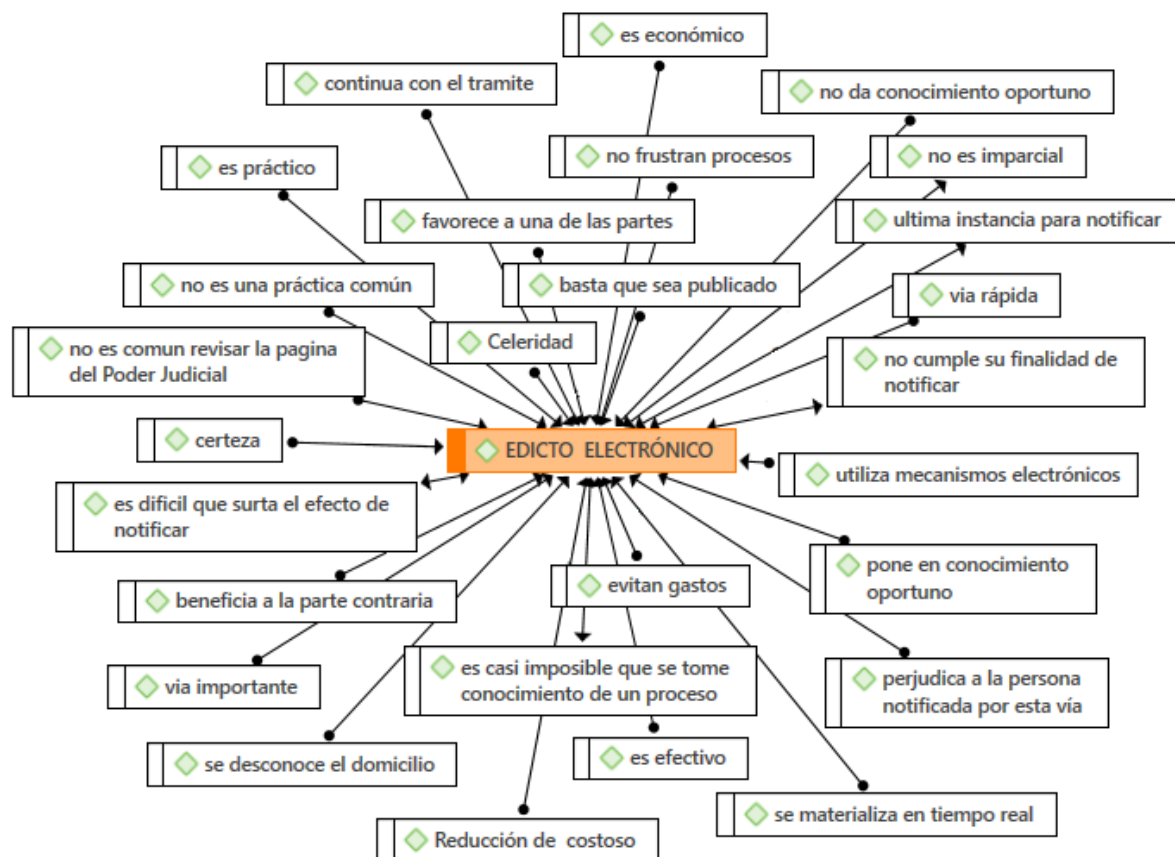 es económico
continua con el tramite
no da conocimiento oportuno
es práctico
no frustran procesos
no es imparcial
favorece a una de las partes
ultima instancia para notificar
no es una práctica común
basta que sea publicado
via rápida
Celeridad
no es comun revisar la pagina
del Poder Judicial
no cumple su finalidad de
notificar
certeza
EDICTO ELECTRÓNICO
utiliza mecanismos electrónicos
es dificil que surta el efecto de
notificar
pone en conocimiento
oportuno
evitan gastos
beneficia a la parte contraria
es casi imposible que se tome
conocimiento de un proceso
perjudica a la persona
notificada por esta vía
via importante
se desconoce el domicilio
es efectivo
se materializa en tiempo real
Reducción de costoso